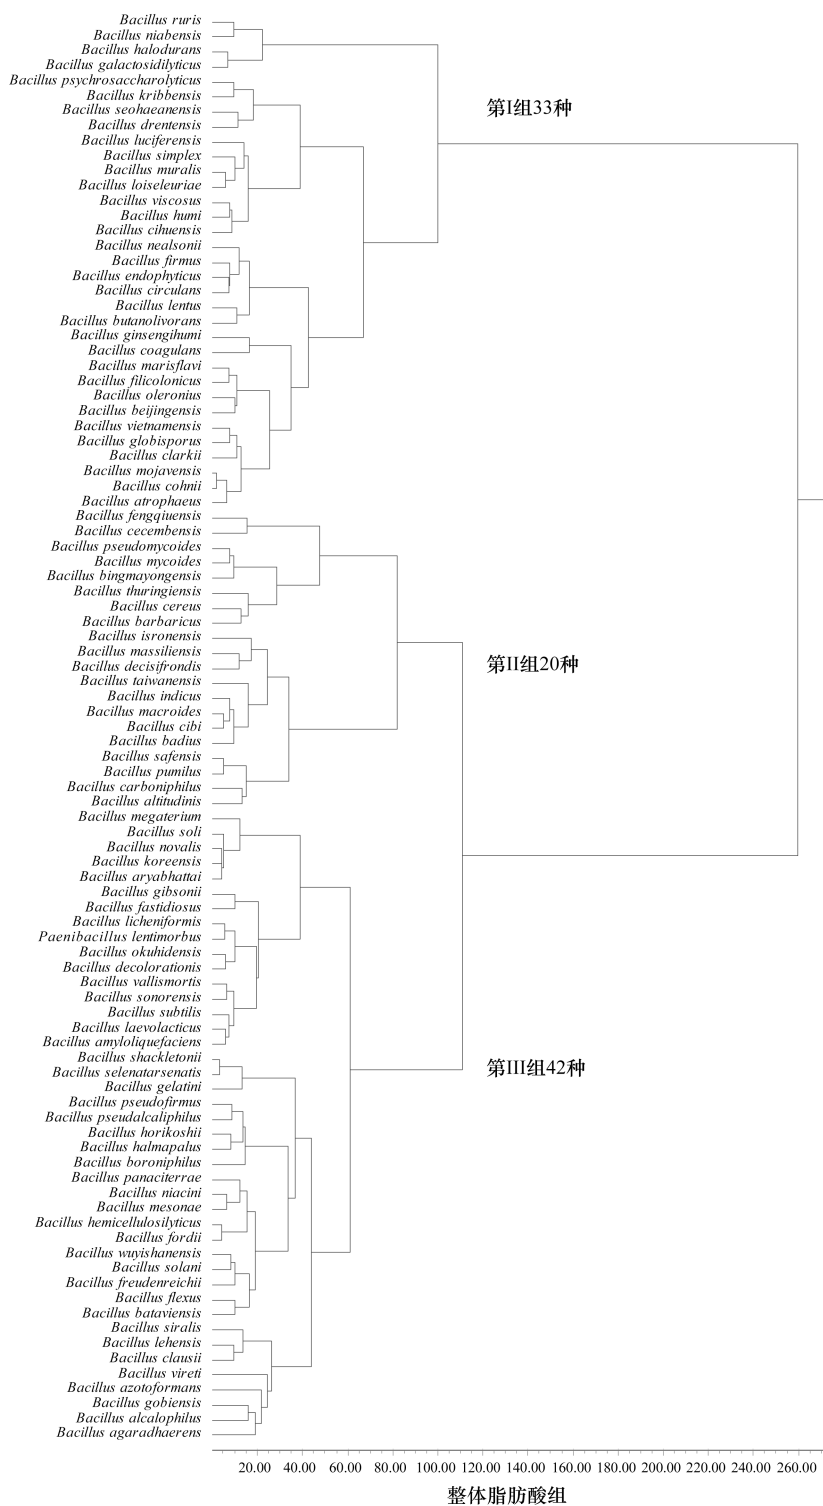 Bacillus ruris
Bacillus niabensis
Bacillus halodurans
Bacillus galactosidilyticus
Bacillus psychrosaccharolyticus
Bacillus kribbensis
第I组33种
Bacillus seohaeanensis
Bacillus drentensis
Bacillus luciferensis
Bacillus simplex
Bacillus muralis
Bacillus loiseleuriae
Bacillus viscosus
Bacillus humi
Bacillus cihuensis
Bacillus nealsonii
Bacillus firmus
Bacillus endophyticus
Bacillus circulans
Bacillus lentus
Bacillus butanolivorans
Bacillus ginsengihumi
Bacillus coagulans
Bacillus marisflavi
Bacillus filicolonicus
Bacillus oleronius
Bacillus beijingensis
Bacillus vietnamensis
Bacillus globisporus
Bacillus clarkii
Bacillus mojavensis
Bacillus cohnii
Bacillus atrophaeus
Bacillus fengqiuensis
Bacillus cecembensis
Bacillus pseudomycoides
Bacillus mycoides
Bacillus bingmayongensis
Bacillus thuringiensis
Bacillus cereus
Bacillus barbaricus
Bacillus isronensis
Bacillus massiliensis
第II组20种
Bacillus decisifrondis
Bacillus taiwanensis
Bacillus indicus
Bacillus macroides
Bacillus cibi
Bacillus badius
Bacillus safensis
Bacillus pumilus
Bacillus carboniphilus
Bacillus altitudinis
Bacillus megaterium
Bacillus soli
Bacillus novalis
Bacillus koreensis
Bacillus aryabhattai
Bacillus gibsonii
Bacillus fastidiosus
Bacillus licheniformis
Paenibacillus lentimorbus
Bacillus okuhidensis
Bacillus decolorationis
Bacillus vallismortis
Bacillus sonorensis
Bacillus subtilis
Bacillus laevolacticus
Bacillus amyloliquefaciens
Bacillus shackletonii
第III组42种
Bacillus selenatarsenatis
Bacillus gelatini
Bacillus pseudofirmus
Bacillus pseudalcaliphilus
Bacillus horikoshii
Bacillus halmapalus
Bacillus boroniphilus
Bacillus panaciterrae
Bacillus niacini
Bacillus mesonae
Bacillus hemicellulosilyticus
Bacillus fordii
Bacillus wuyishanensis
Bacillus solani
Bacillus freudenreichii
Bacillus flexus
Bacillus bataviensis
Bacillus siralis
Bacillus lehensis
Bacillus clausii
Bacillus vireti
Bacillus azotoformans
Bacillus gobiensis
Bacillus alcalophilus
Bacillus agaradhaerens
20.00 40.00 60.00 80.00 100.00 120.00 140.00 160.00 180.00 200.00 220.00 240.00 260.00
整体脂肪酸组